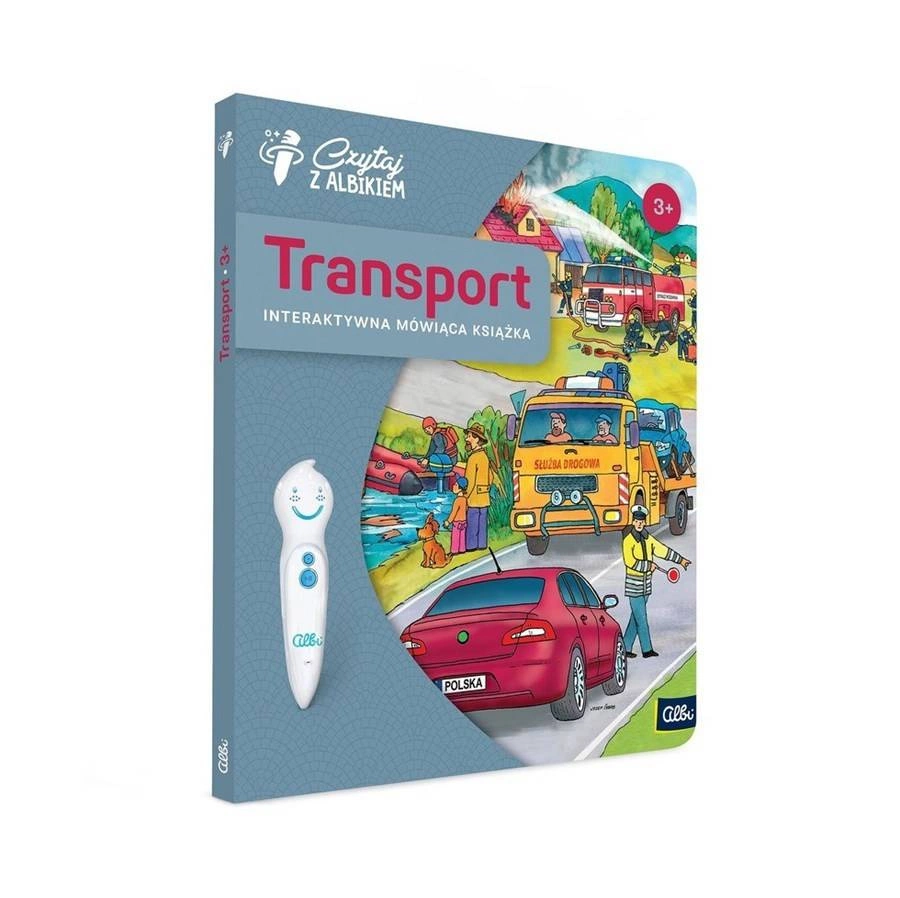 Czytaj
Z ALBIKIEM
3+
Transport
INTERAKTYWNA MÓWIĄCA KSIĄŻKA
Transport • 3+
SŁUŻBA DROGOWA
POLSKA
albi
albi
albi